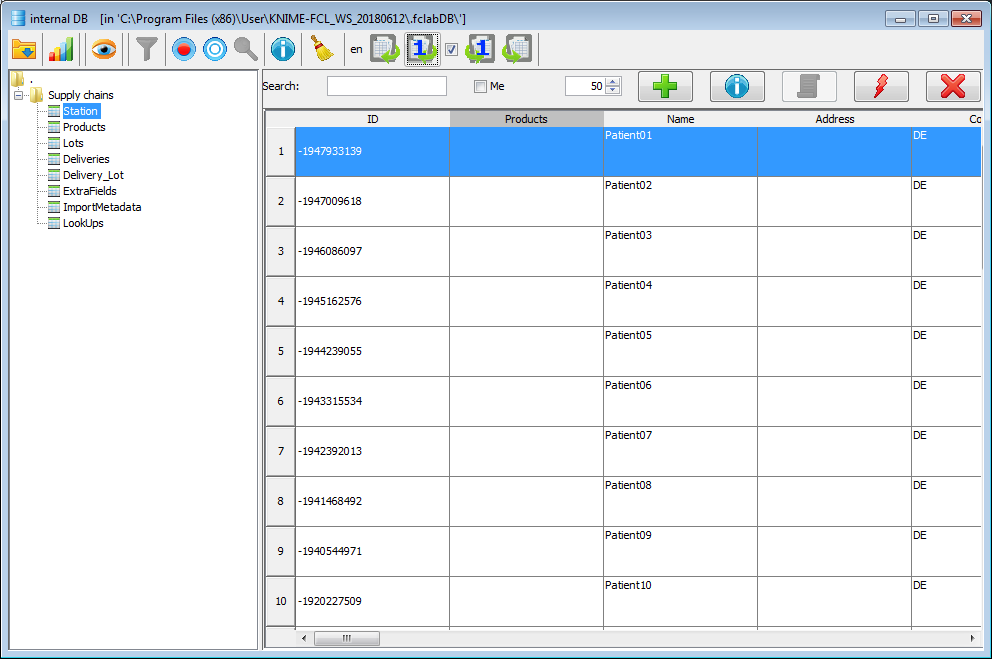 internal DB [in 'C:\Program Files (x86)\User\KNIME-FCL_WS_20180612\.fclabDB\']
en 1 1
.
Supply chains
Station
Products
Lots
Deliveries
Delivery_Lot
ExtraFields
ImportMetadata
LookUps
Search: Me 50
ID Products Name Address Co
1 -1947933139 Patient01 DE
2 -1947009618 Patient02 DE
3 -1946086097 Patient03 DE
4 -1945162576 Patient04 DE
5 -1944239055 Patient05 DE
6 -1943315534 Patient06 DE
7 -1942392013 Patient07 DE
8 -1941468492 Patient08 DE
9 -1940544971 Patient09 DE
10 -1920227509 Patient10 DE